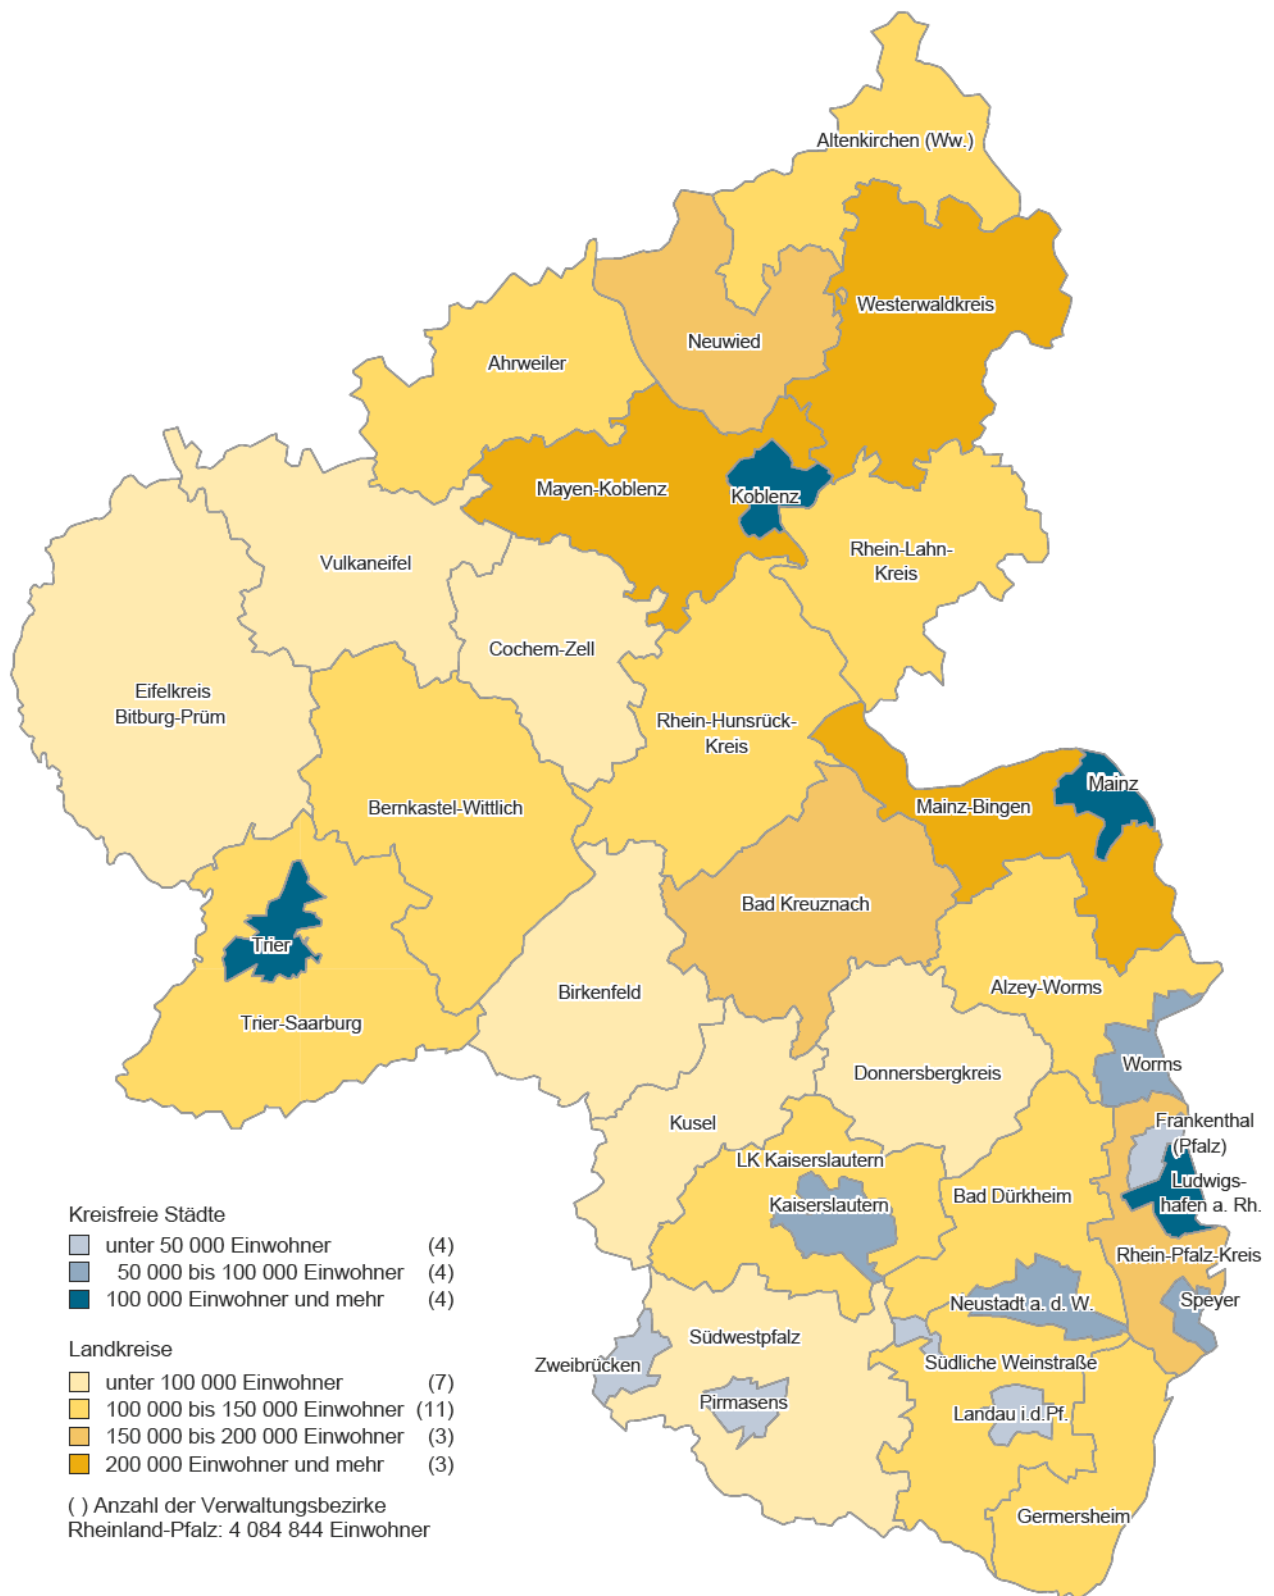 Altenkirchen (Ww.)
Westerwaldkreis
Neuwied
Ahrweiler
Mayen-Koblenz
Koblenz
Rhein-Lahn-
Kreis
Vulkaneifel
Cochem-Zell
Eifelkreis
Bitburg-Prüm
Rhein-Hunsrück-
Kreis
Mainz
Mainz-Bingen
Bernkastel-Wittlich
Bad Kreuznach
Trier
Alzey-Worms
Birkenfeld
Trier-Saarburg
Worms
Donnersbergkreis
Kusel
Frankenthal
(Pfalz)
LK Kaiserslautern
Ludwigs-
hafen a. Rh.
Bad Dürkheim
Kaiserslautern
Rhein-Pfalz-Kreis
Speyer
Neustadt a. d. W.
Südwestpfalz
Zweibrücken
Südliche Weinstraße
Pirmasens
Landau i.d.Pf.
Germersheim
Kreisfreie Städte
unter 50 000 Einwohner (4)
50 000 bis 100 000 Einwohner (4)
100 000 Einwohner und mehr (4)
Landkreise
unter 100 000 Einwohner (7)
100 000 bis 150 000 Einwohner (11)
150 000 bis 200 000 Einwohner (3)
200 000 Einwohner und mehr (3)
( ) Anzahl der Verwaltungsbezirke
Rheinland-Pfalz: 4 084 844 Einwohner